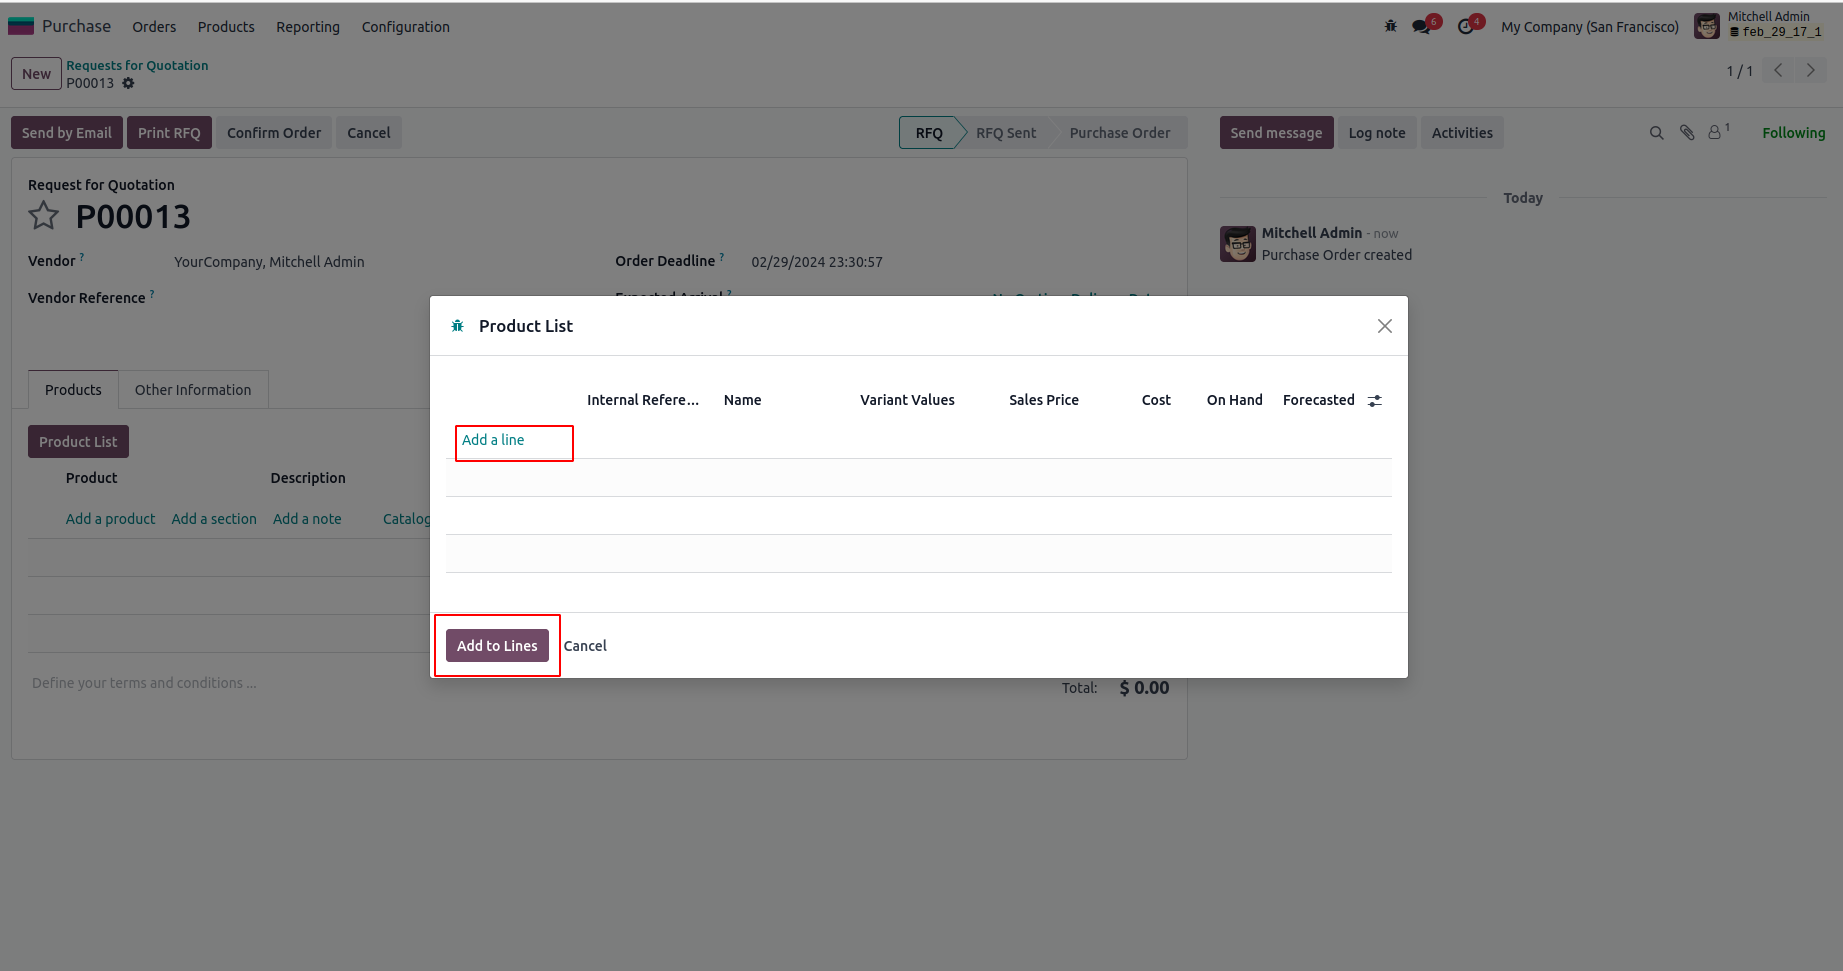 Purchase Orders Products Reporting Configuration 6 4 My Company (San Francisco) Mitchell Admin
feb_29_17_1
New Requests for Quotation
P00013 1 / 1
Send by Email Print RFQ Confirm Order Cancel RFQ RFQ Sent Purchase Order Send message Log note Activities 1 Following
Request for Quotation
P00013
Today
Vendor ? YourCompany, Mitchell Admin Order Deadline ? 02/29/2024 23:30:57
Mitchell Admin - now
Purchase Order created
Vendor Reference ?
Product List
Products Other Information
Internal Refere... Name Variant Values Sales Price Cost On Hand Forecasted
Product List
Add a line
Product Description
Add a product Add a section Add a note Catalog
Add to Lines Cancel
Define your terms and conditions ...
Total: $ 0.00